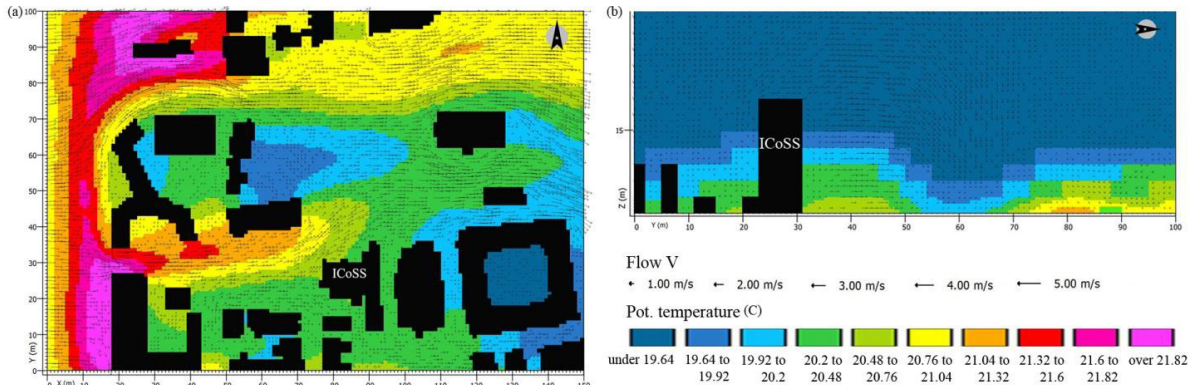 (a)
100
90
80
70
60
50
40
30
20
10
0
Y (m)
ICoSS
X (m)
10
20
30
40
50
60
70
80
90
100
110
120
130
140
150
(b)
ICoSS
15
Z (m)
0 Y (m) 10 20 30 40 50 60 70 80 90 100
Flow V
1.00 m/s 2.00 m/s 3.00 m/s 4.00 m/s 5.00 m/s
Pot. temperature (C)
under 19.64 19.64 to 19.92 to 20.2 to 20.48 to 20.76 to 21.04 to 21.32 to 21.6 to over 21.82
19.92 20.2 20.48 20.76 21.04 21.32 21.6 21.82